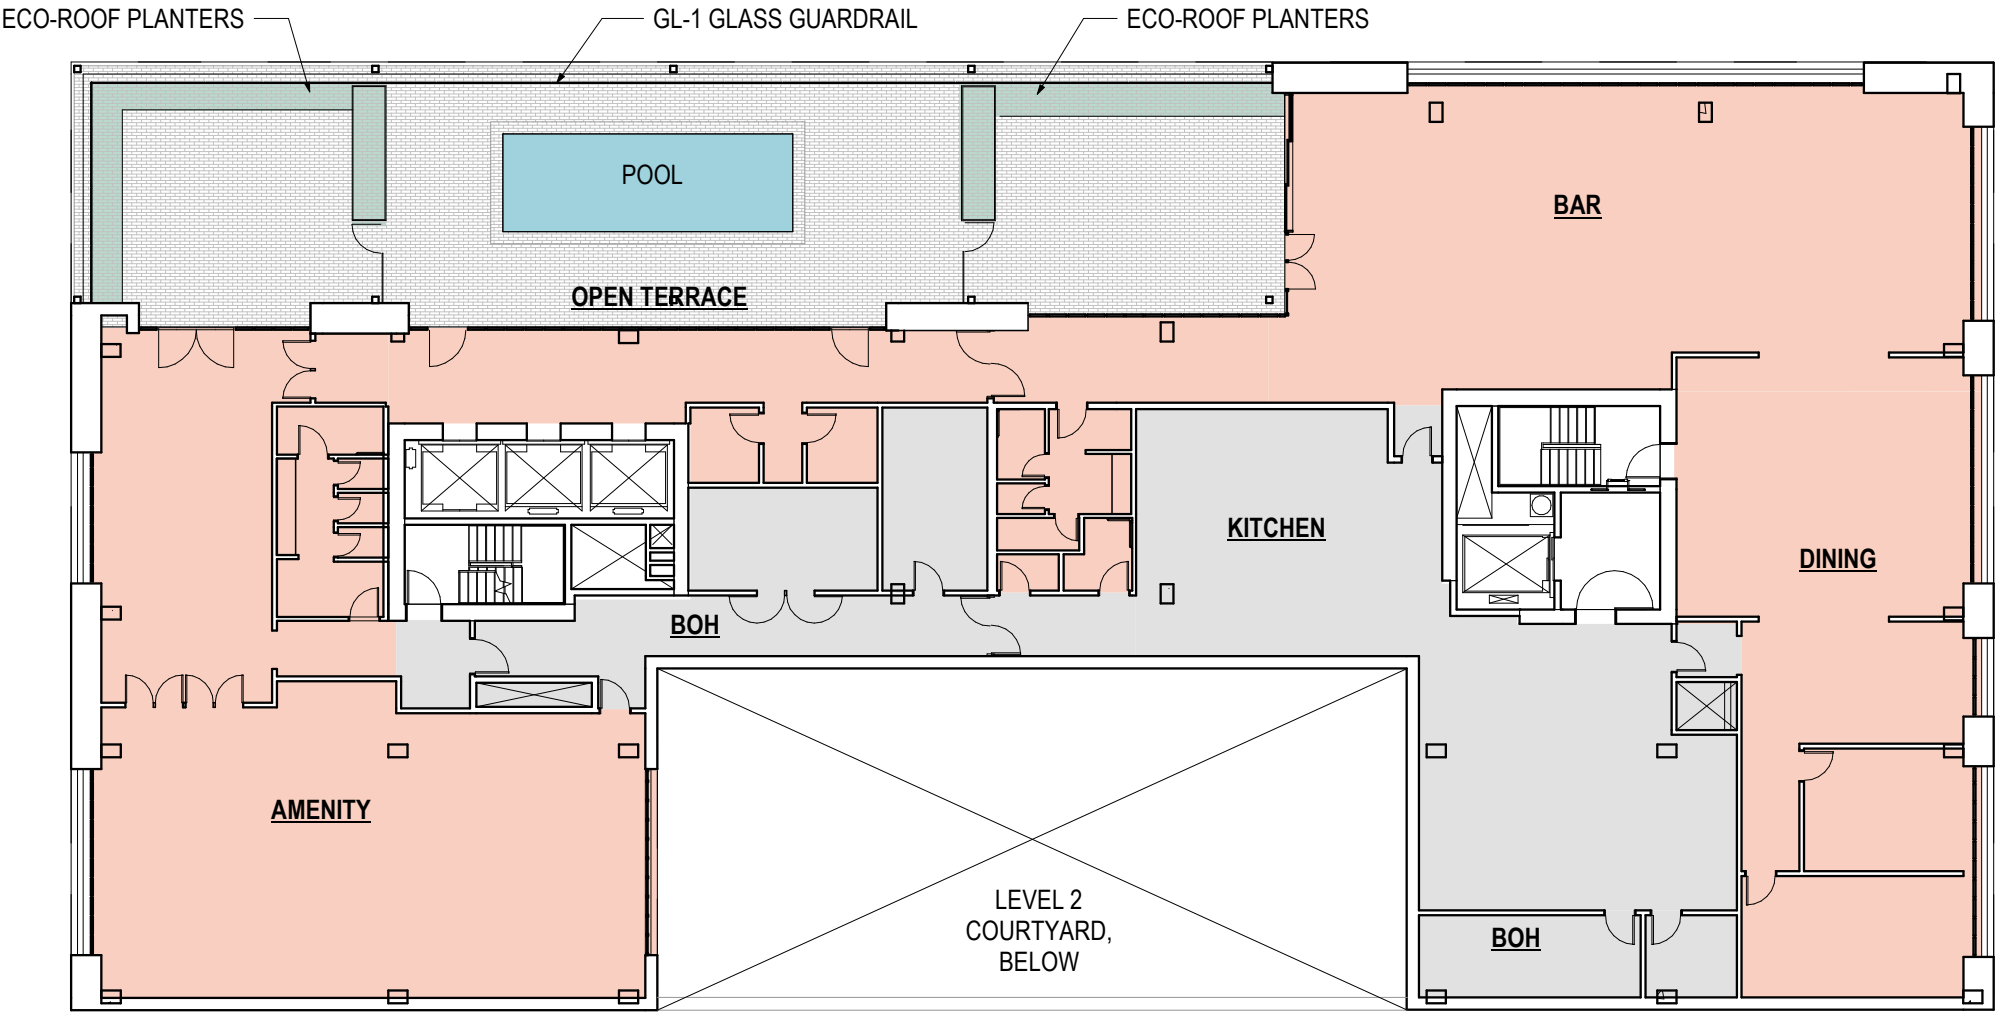 ECO-ROOF PLANTERS
GL-1 GLASS GUARDRAIL
ECO-ROOF PLANTERS
POOL
BAR
OPEN TERRACE
KITCHEN
DINING
BOH
AMENITY
LEVEL 2
COURTYARD,
BELOW
BOH